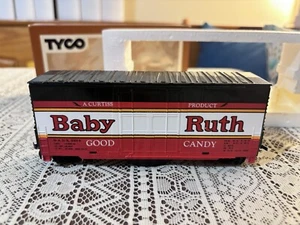 TYCO
A CURTISS PRODUCT
Baby Ruth
GOOD CANDY